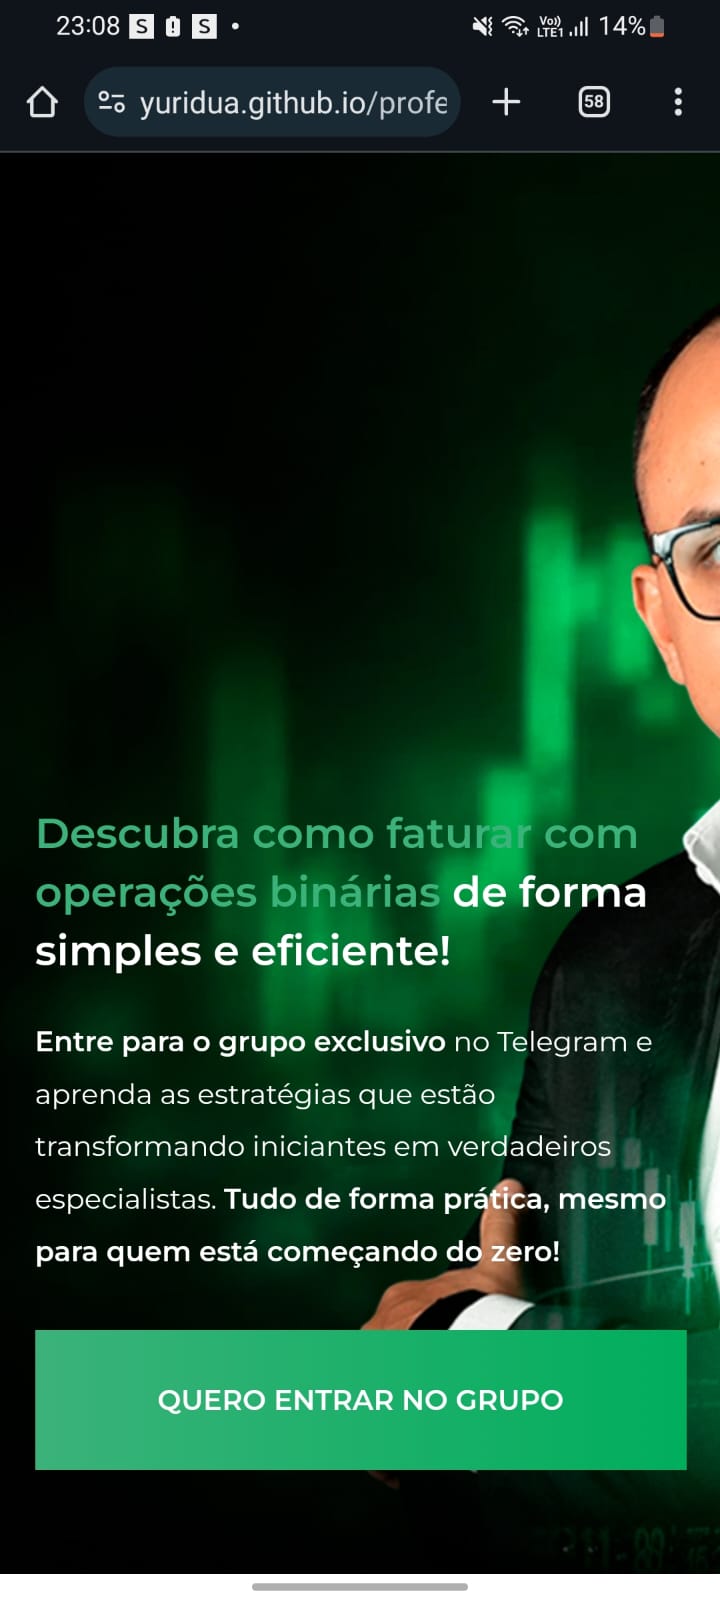 23:08 S S
Vo)) LTE1 14%
yuridua.github.io/profe
58
Descubra como faturar com
operações binárias de forma
simples e eficiente!
Entre para o grupo exclusivo no Telegram e
aprenda as estratégias que estão
transformando iniciantes em verdadeiros
especialistas. Tudo de forma prática, mesmo
para quem está começando do zero!
QUERO ENTRAR NO GRUPO